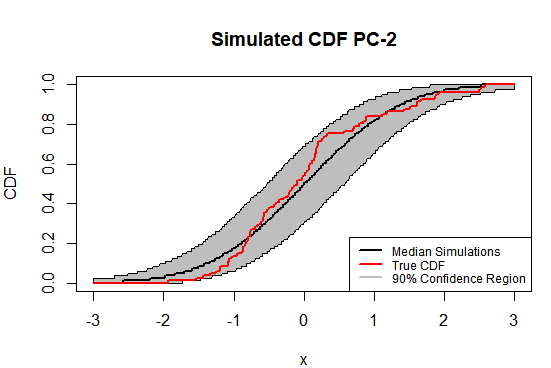 Simulated CDF PC-2
CDF
1.0
0.8
0.6
0.4
0.2
0.0
Median Simulations
True CDF
90% Confidence Region
-3 -2 -1 0 1 2 3
x